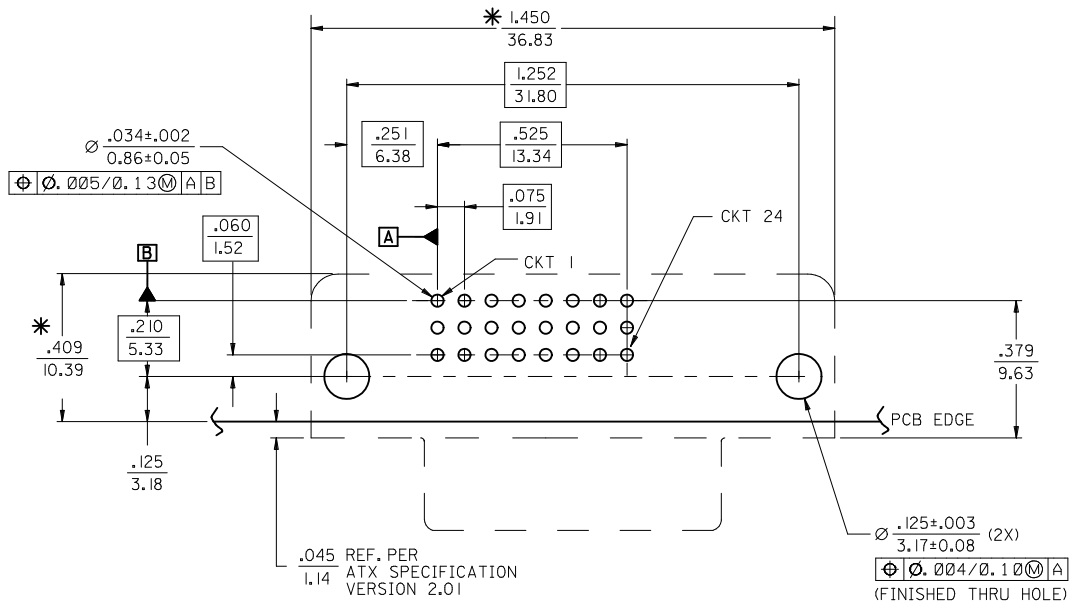 ✱ 1.450
36.83
1.252
31.80
.251
6.38
.525
13.34
⌀ .034±.002
0.86±0.05
⌖ ⌀.005/0.13Ⓜ A B
.075
1.91
.060
1.52
A
CKT 24
B
CKT 1
✱
.409
10.39
.210
5.33
.379
9.63
PCB EDGE
.125
3.18
⌀ .125±.003 (2X)
3.17±0.08
⌖ ⌀.004/0.10Ⓜ A
(FINISHED THRU HOLE)
.045 REF. PER
1.14 ATX SPECIFICATION
VERSION 2.01